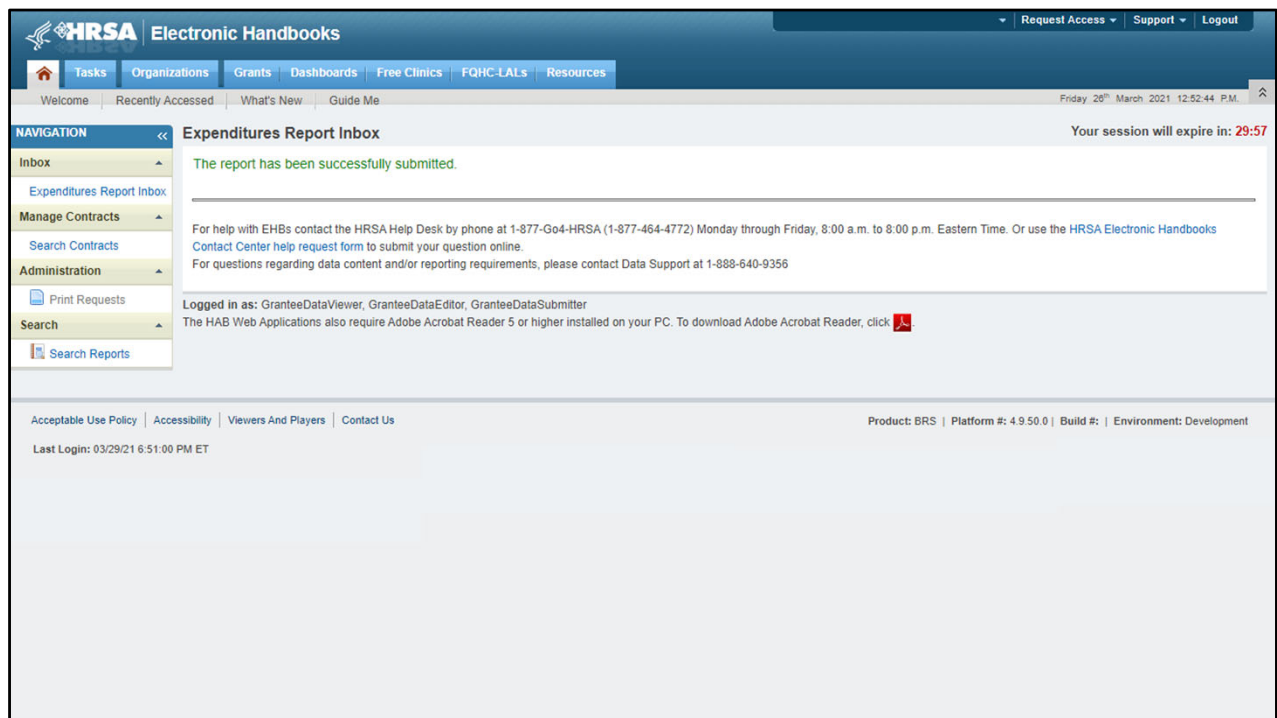 HRSA Electronic Handbooks
Request Access Support Logout
Tasks Organizations Grants Dashboards Free Clinics FQHC-LALs Resources
Welcome Recently Accessed What's New Guide Me
Friday 26th March 2021 12:52:44 P.M.
NAVIGATION «
Expenditures Report Inbox
Your session will expire in: 29:57
Inbox
Expenditures Report Inbox
Manage Contracts
Search Contracts
Administration
Print Requests
Search
Search Reports
The report has been successfully submitted.
For help with EHBs contact the HRSA Help Desk by phone at 1-877-Go4-HRSA (1-877-464-4772) Monday through Friday, 8:00 a.m. to 8:00 p.m. Eastern Time. Or use the HRSA Electronic Handbooks
Contact Center help request form to submit your question online.
For questions regarding data content and/or reporting requirements, please contact Data Support at 1-888-640-9356
Logged in as: GranteeDataViewer, GranteeDataEditor, GranteeDataSubmitter
The HAB Web Applications also require Adobe Acrobat Reader 5 or higher installed on your PC. To download Adobe Acrobat Reader, click .
Acceptable Use Policy | Accessibility | Viewers And Players | Contact Us
Product: BRS | Platform #: 4.9.50.0 | Build #: | Environment: Development
Last Login: 03/29/21 6:51:00 PM ET